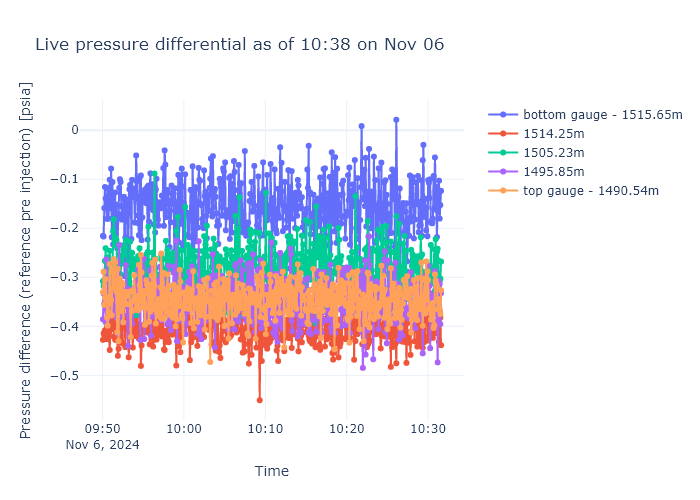 Live pressure differential as of 10:38 on Nov 06
Pressure difference (reference pre injection) [psia]
0
−0.1
−0.2
−0.3
−0.4
−0.5
09:50
Nov 6, 2024
10:00
10:10
10:20
10:30
Time
bottom gauge - 1515.65m
1514.25m
1505.23m
1495.85m
top gauge - 1490.54m